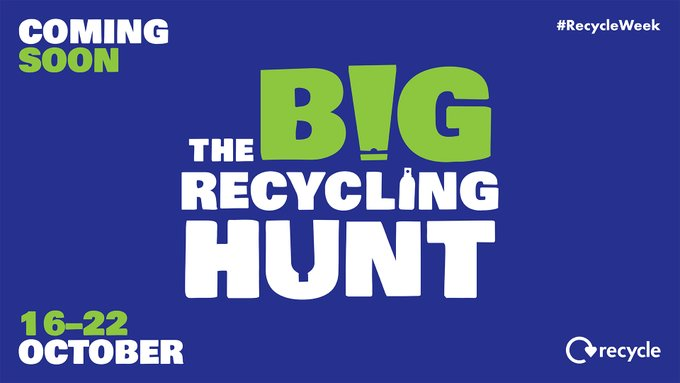 COMING
SOON
#RecycleWeek
THE BIG
RECYCLING
HUNT
16–22
OCTOBER
recycle